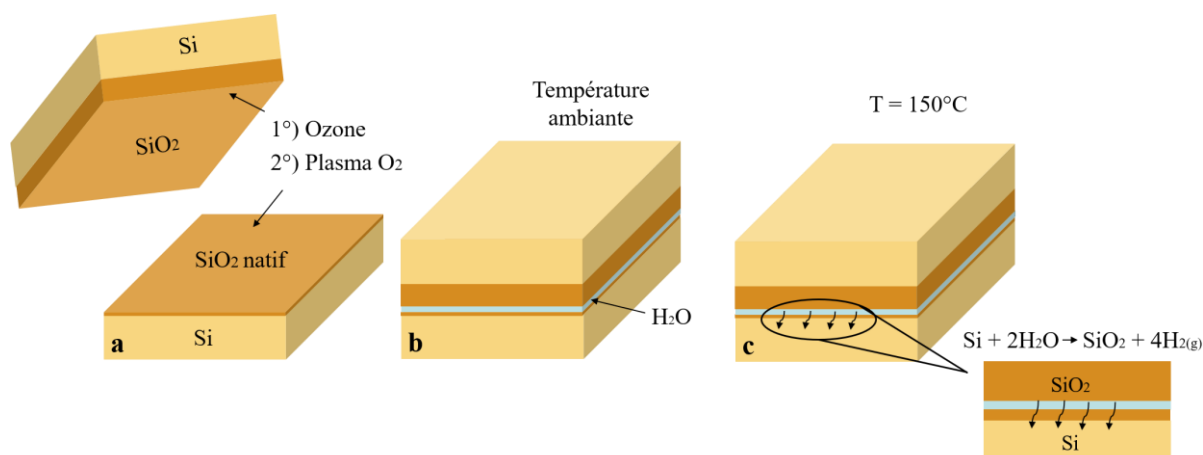 Si
SiO₂
1°) Ozone
2°) Plasma O₂
SiO₂ natif
Si
a
Température
ambiante
H₂O
b
T = 150°C
c
Si + 2H₂O → SiO₂ + 4H₂(g)
SiO₂
Si